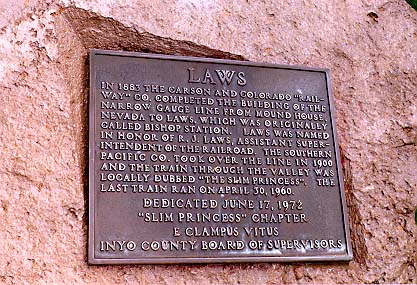 LAWS
IN 1883 THE CARSON AND COLORADO "RAIL-
WAY" CO. COMPLETED THE BUILDING OF THE
NARROW GAUGE LINE FROM MOUND HOUSE,
NEVADA TO LAWS, WHICH WAS ORIGINALLY
CALLED BISHOP STATION. LAWS WAS NAMED
IN HONOR OF R. J. LAWS, ASSISTANT SUPER-
INTENDENT OF THE RAILROAD. THE SOUTHERN
PACIFIC CO. TOOK OVER THE LINE IN 1900
AND THE TRAIN THROUGH THE VALLEY WAS
LOCALLY DUBBED "THE SLIM PRINCESS". THE
LAST TRAIN RAN ON APRIL 30, 1960.
DEDICATED JUNE 17, 1972
"SLIM PRINCESS" CHAPTER
E CLAMPUS VITUS
INYO COUNTY BOARD OF SUPERVISORS